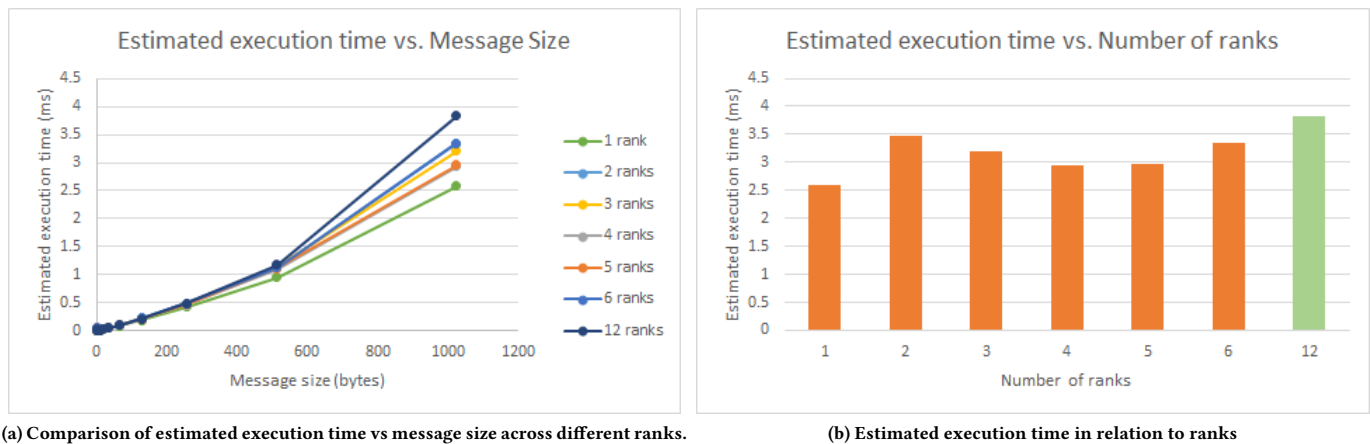 Estimated execution time vs. Message Size
Estimated execution time (ms)
4.5
4
3.5
3
2.5
2
1.5
1
0.5
0
0 200 400 600 800 1000 1200
Message size (bytes)
1 rank
2 ranks
3 ranks
4 ranks
5 ranks
6 ranks
12 ranks
(a) Comparison of estimated execution time vs message size across different ranks.
Estimated execution time vs. Number of ranks
Estimated execution time (ms)
4.5
4
3.5
3
2.5
2
1.5
1
0.5
0
1 2 3 4 5 6 12
Number of ranks
(b) Estimated execution time in relation to ranks